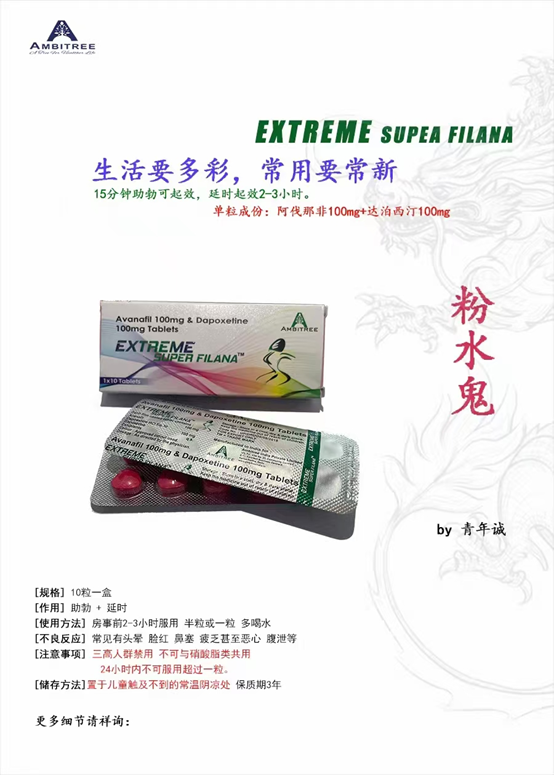 AMBITREE
EXTREME SUPEA FILANA
生活要多彩，常用要常新
15分钟助勃可起效，延时起效2-3小时。
单粒成份：阿伐那非100mg+达泊西汀100mg
Avanafil 100mg & Dapoxetine
100mg Tablets
AMBITREE
EXTREME
SUPER FILANA™
1x10 Tablets
EXTREME
SUPER FILANA
Avanafil 100mg & Dapoxetine 100mg Tablets
Avanafil 100mg & Dapoxetine 100mg Tablets
EXTREME
粉水鬼
by 青年诚
[规格] 10粒一盒
[作用] 助勃 + 延时
[使用方法] 房事前2-3小时服用 半粒或一粒 多喝水
[不良反应] 常见有头晕 脸红 鼻塞 疲乏甚至恶心 腹泄等
[注意事项] 三高人群禁用 不可与硝酸脂类共用
24小时内不可服用超过一粒。
[储存方法]置于儿童触及不到的常温阴凉处 保质期3年
更多细节请祥询：